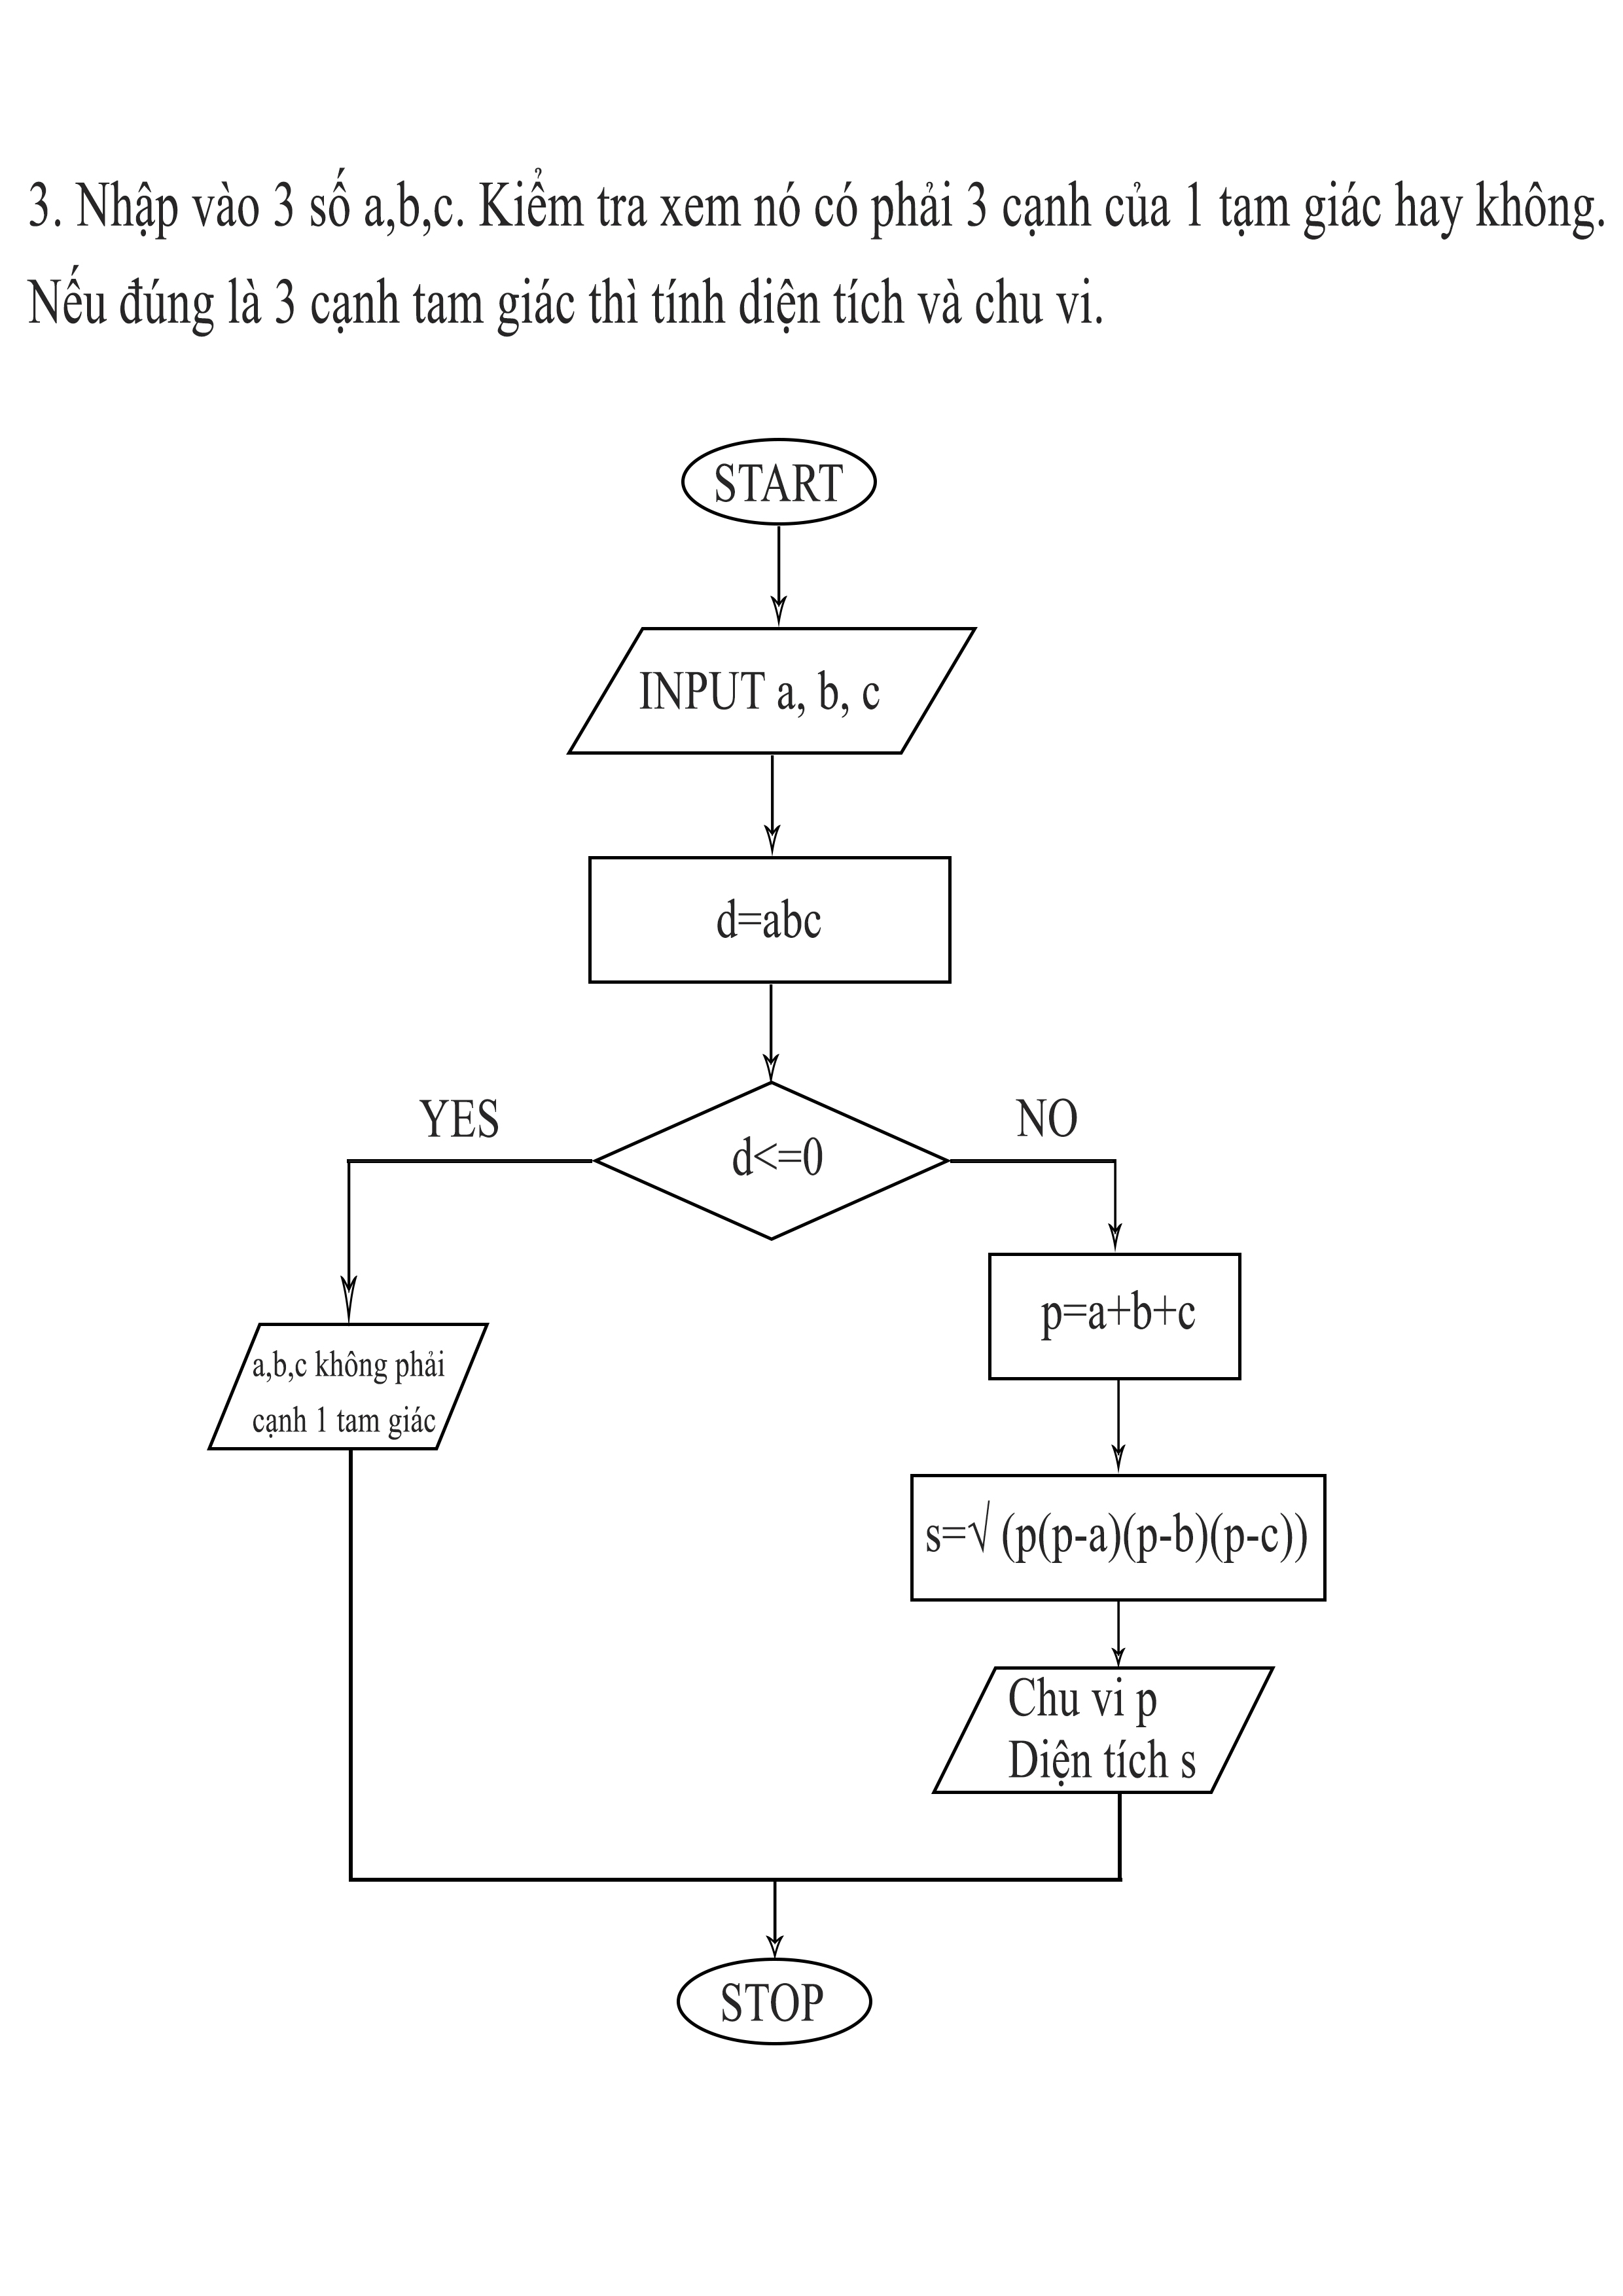 3. Nhập vào 3 số a,b,c. Kiểm tra xem nó có phải 3 cạnh của 1 tạm giác hay không.
Nếu đúng là 3 cạnh tam giác thì tính diện tích và chu vi.
START
INPUT a, b, c
d=abc
YES
NO
d<=0
p=a+b+c
a,b,c không phải
cạnh 1 tam giác
s=√ (p(p-a)(p-b)(p-c))
Chu vi p
Diện tích s
STOP